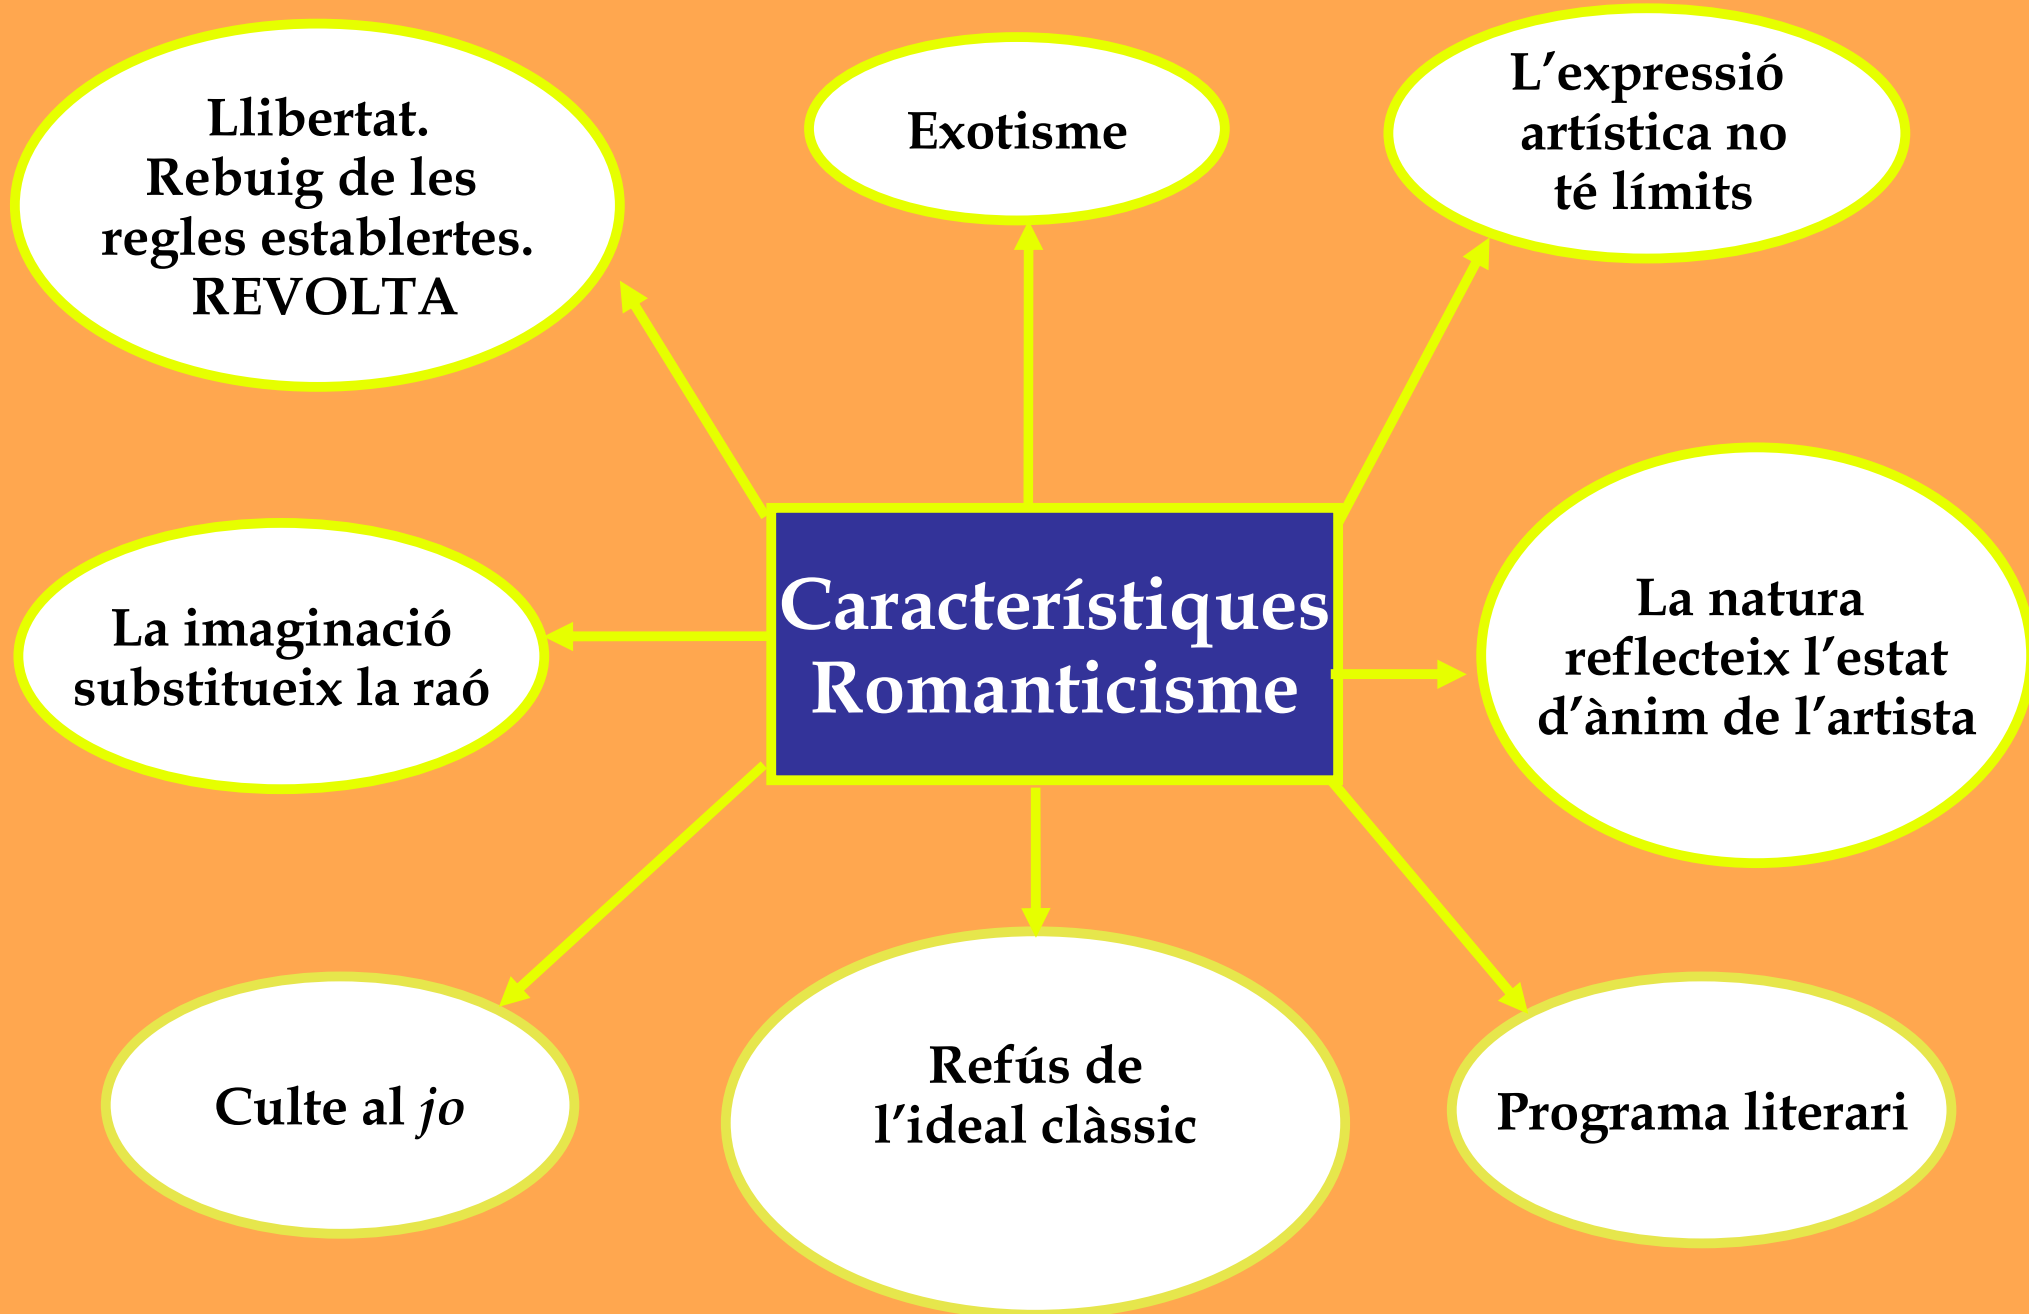 Llibertat.
Rebuig de les
regles establertes.
REVOLTA
Exotisme
L’expressió
artística no
té límits
La imaginació
substitueix la raó
Característiques
Romanticisme
La natura
reflecteix l’estat
d’ànim de l’artista
Culte al jo
Refús de
l’ideal clàssic
Programa literari